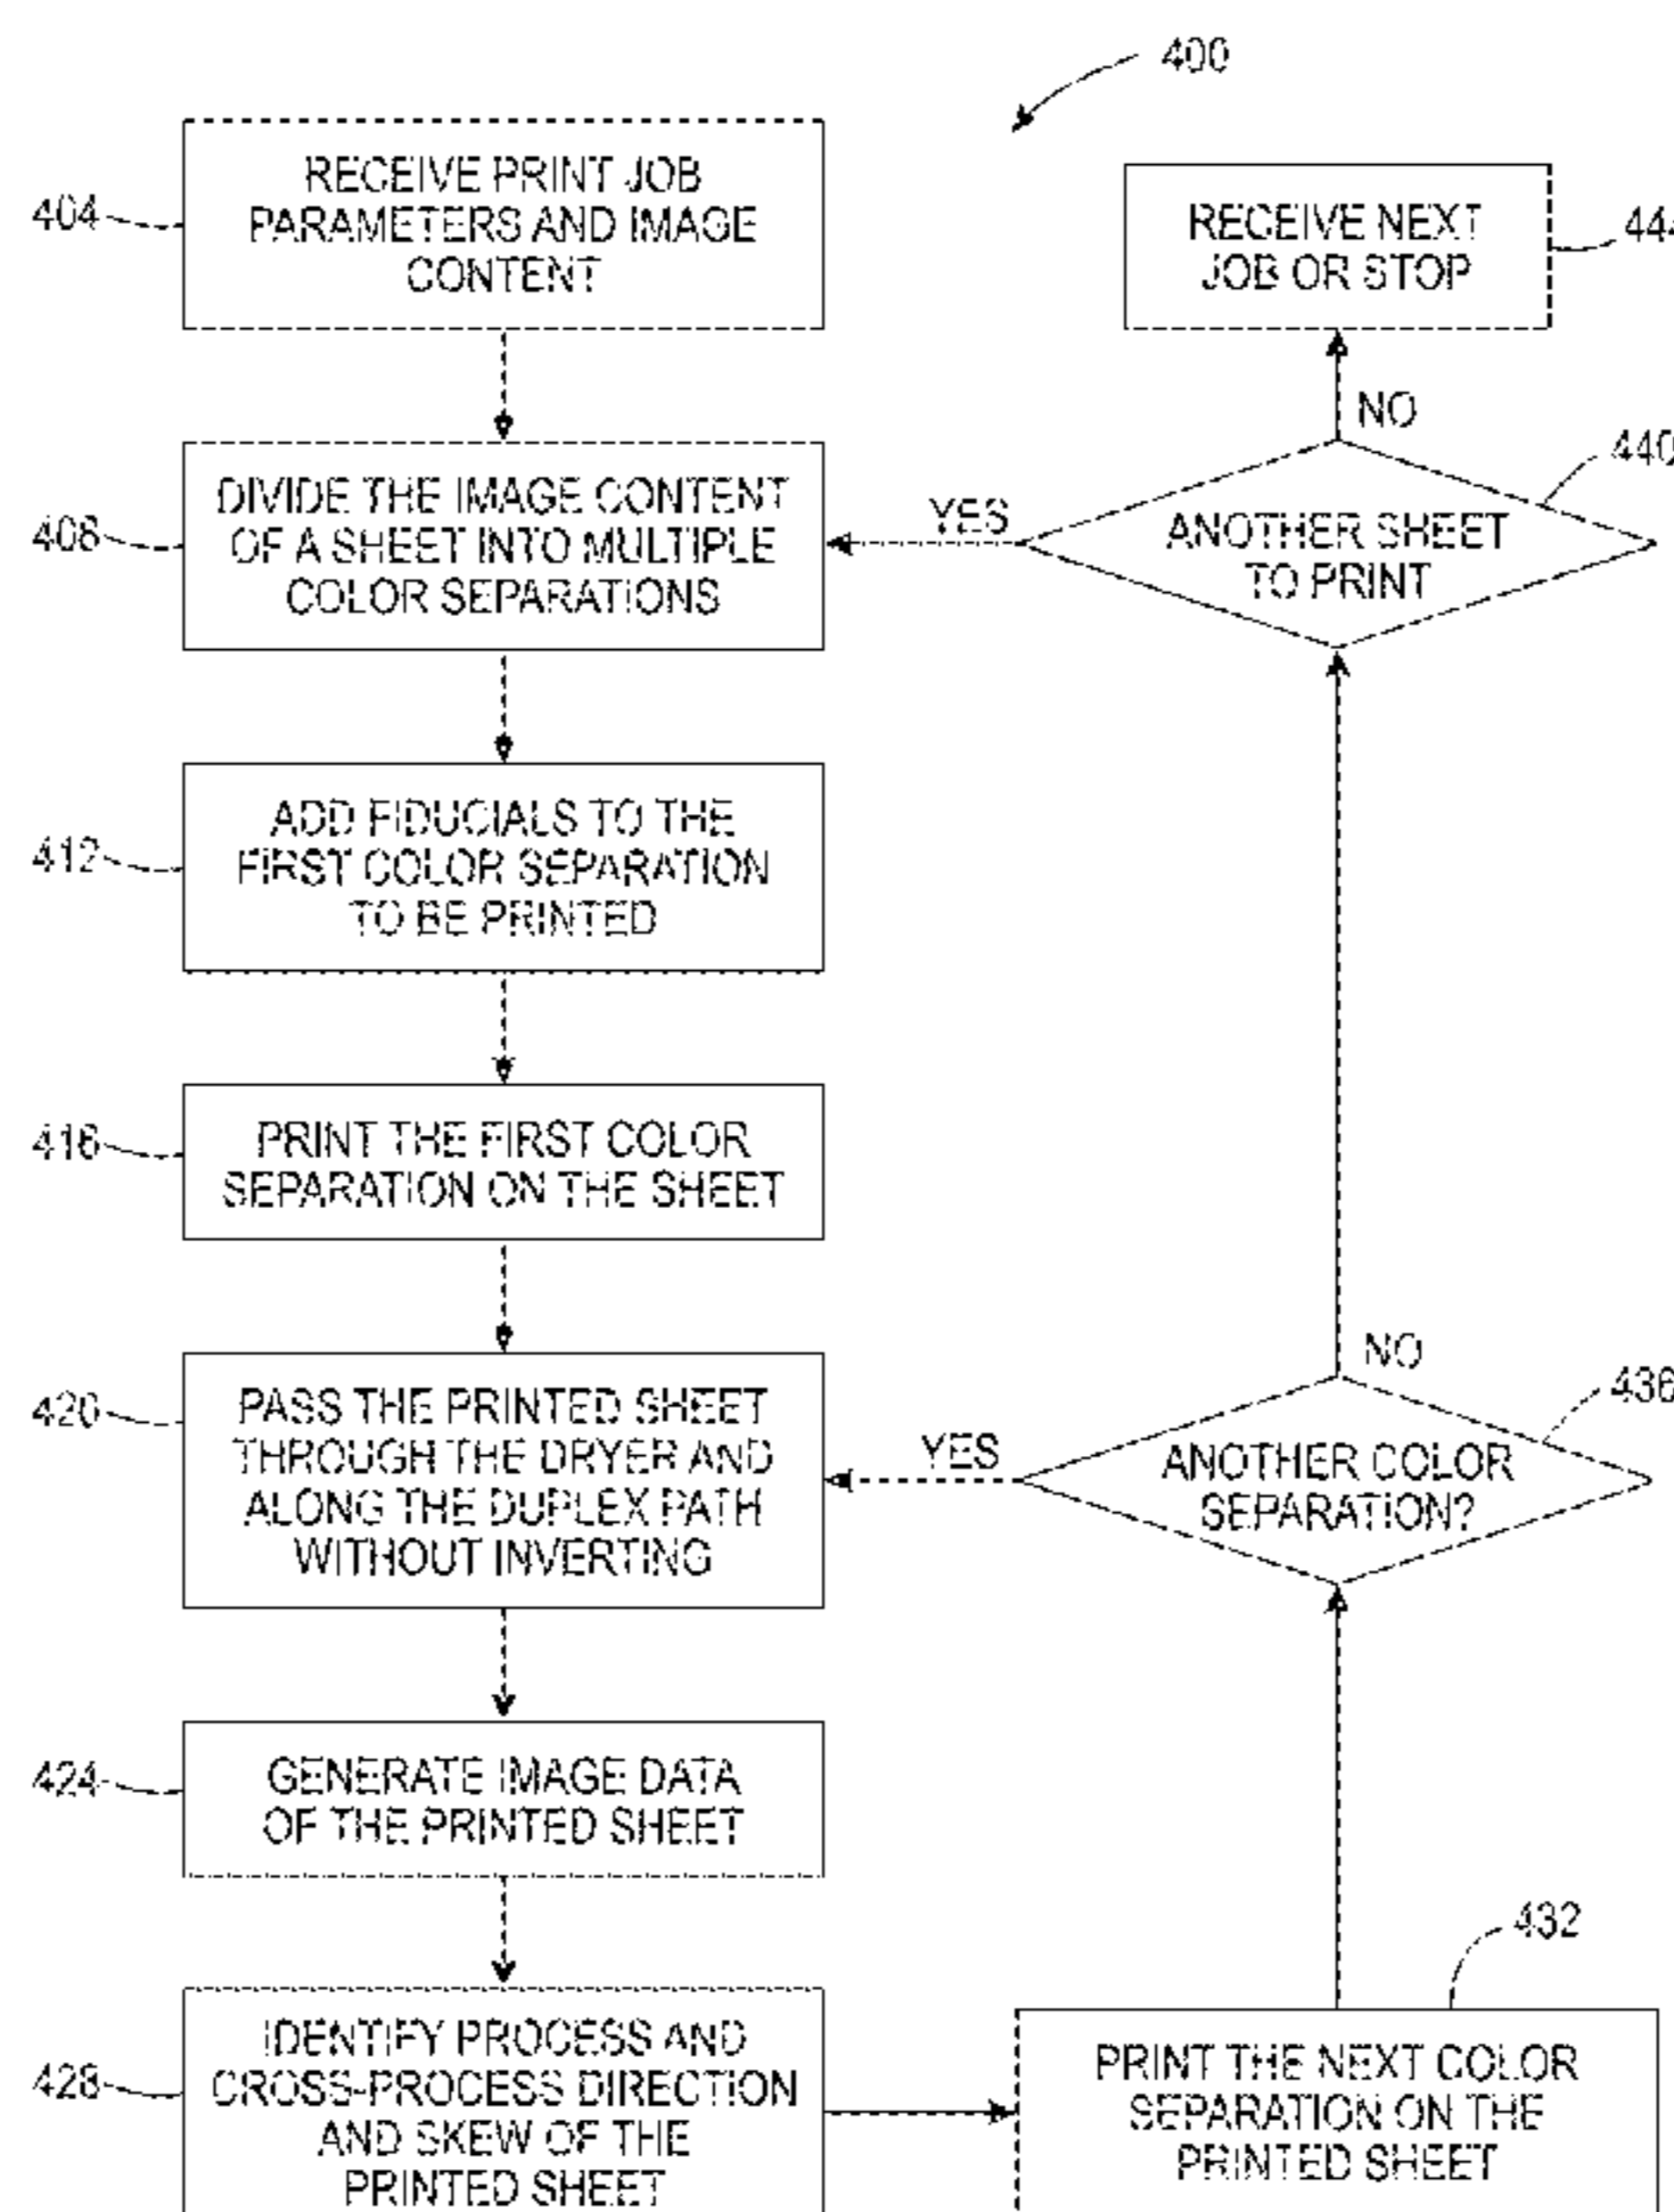 400
404
RECEIVE PRINT JOB
PARAMETERS AND IMAGE
CONTENT
RECEIVE NEXT
JOB OR STOP
444
NO
408
DIVIDE THE IMAGE CONTENT
OF A SHEET INTO MULTIPLE
COLOR SEPARATIONS
YES
ANOTHER SHEET
TO PRINT
440
412
ADD FIDUCIALS TO THE
FIRST COLOR SEPARATION
TO BE PRINTED
416
PRINT THE FIRST COLOR
SEPARATION ON THE SHEET
420
PASS THE PRINTED SHEET
THROUGH THE DRYER AND
ALONG THE DUPLEX PATH
WITHOUT INVERTING
YES
NO
ANOTHER COLOR
SEPARATION?
436
424
GENERATE IMAGE DATA
OF THE PRINTED SHEET
428
IDENTIFY PROCESS AND
CROSS-PROCESS DIRECTION
AND SKEW OF THE
PRINTED SHEET
432
PRINT THE NEXT COLOR
SEPARATION ON THE
PRINTED SHEET